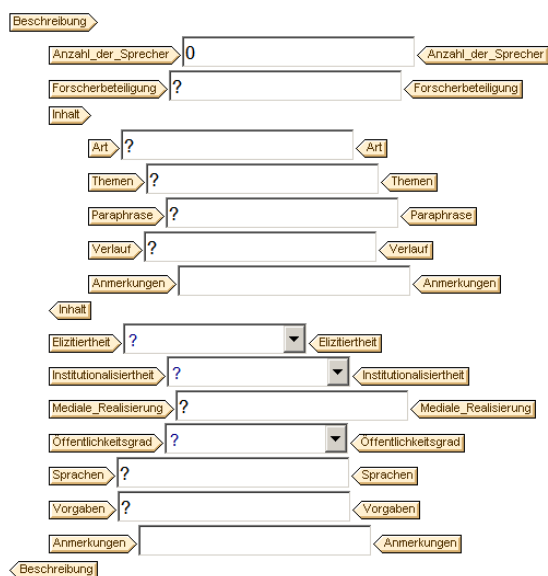 Beschreibung
Anzahl_der_Sprecher 0 Anzahl_der_Sprecher
Forscherbeteiligung ? Forscherbeteiligung
Inhalt
Art ? Art
Themen ? Themen
Paraphrase ? Paraphrase
Verlauf ? Verlauf
Anmerkungen Anmerkungen
Inhalt
Elizitiertheit ? Elizitiertheit
Institutionalisiertheit ? Institutionalisiertheit
Mediale_Realisierung ? Mediale_Realisierung
Öffentlichkeitsgrad ? Öffentlichkeitsgrad
Sprachen ? Sprachen
Vorgaben ? Vorgaben
Anmerkungen Anmerkungen
Beschreibung